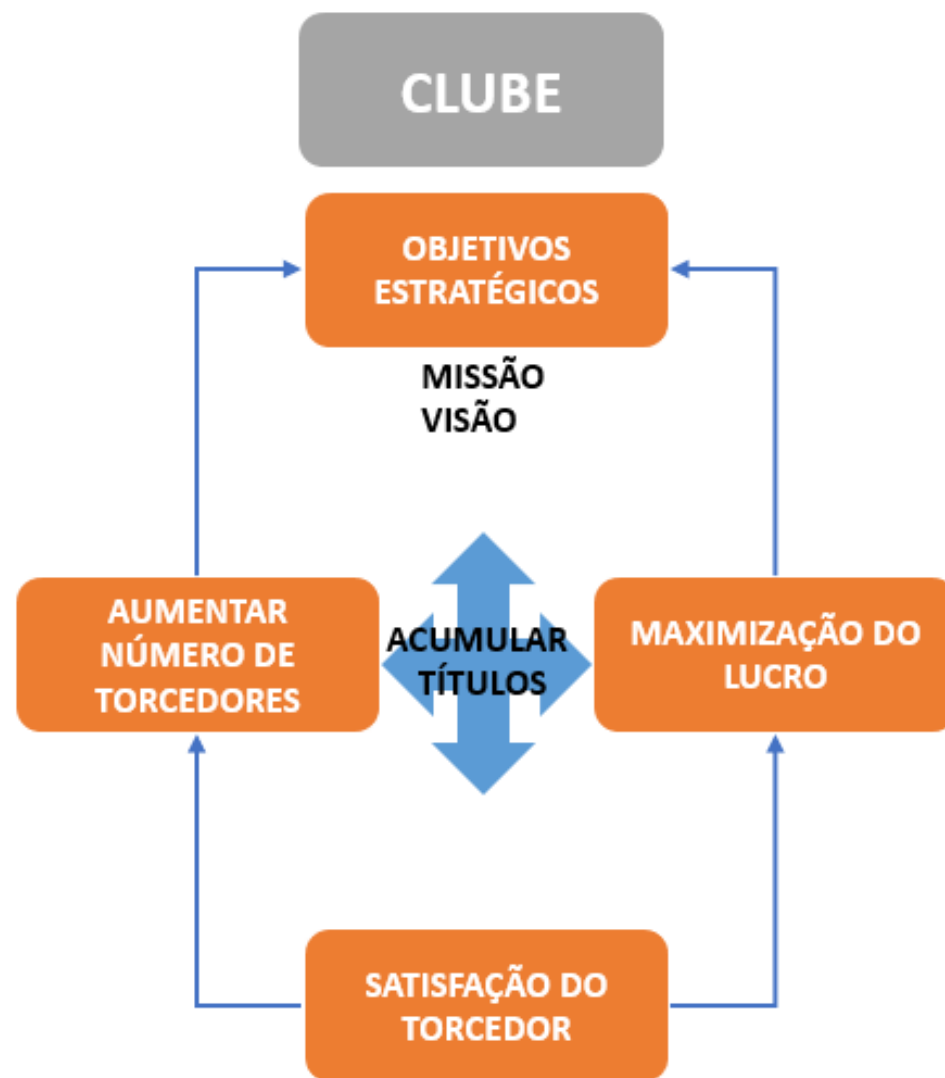 CLUBE
OBJETIVOS
ESTRATÉGICOS
MISSÃO
VISÃO
AUMENTAR
NÚMERO DE
TORCEDORES
ACUMULAR
TÍTULOS
MAXIMIZAÇÃO DO
LUCRO
SATISFAÇÃO DO
TORCEDOR